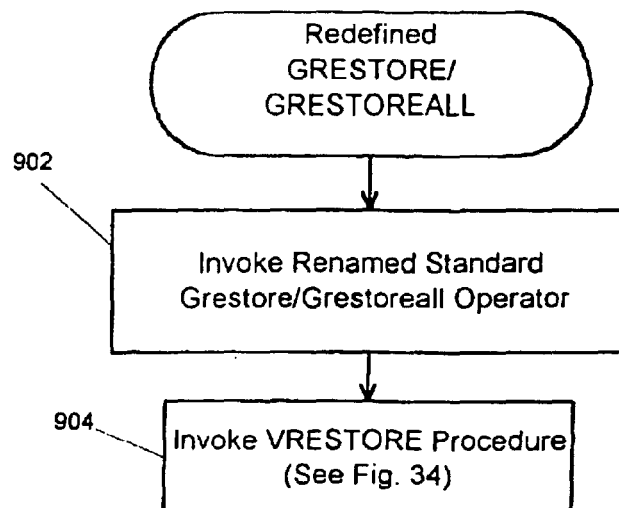 Redefined
GRESTORE/
GRESTOREALL
902
Invoke Renamed Standard
Grestore/Grestoreall Operator
904
Invoke VRESTORE Procedure
(See Fig. 34)